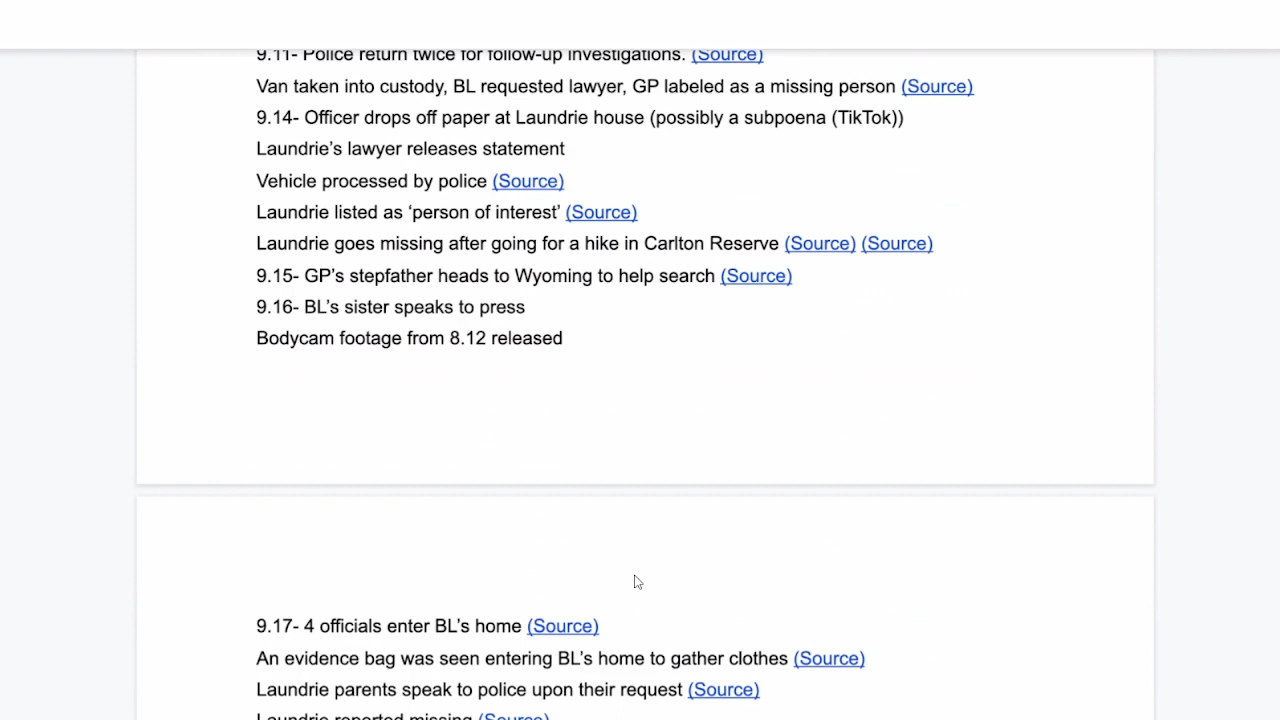 9.11- Police return twice for follow-up investigations. (Source)
Van taken into custody, BL requested lawyer, GP labeled as a missing person (Source)
9.14- Officer drops off paper at Laundrie house (possibly a subpoena (TikTok))
Laundrie’s lawyer releases statement
Vehicle processed by police (Source)
Laundrie listed as ‘person of interest’ (Source)
Laundrie goes missing after going for a hike in Carlton Reserve (Source) (Source)
9.15- GP’s stepfather heads to Wyoming to help search (Source)
9.16- BL’s sister speaks to press
Bodycam footage from 8.12 released
9.17- 4 officials enter BL’s home (Source)
An evidence bag was seen entering BL’s home to gather clothes (Source)
Laundrie parents speak to police upon their request (Source)
Laundrie reported missing (Source)